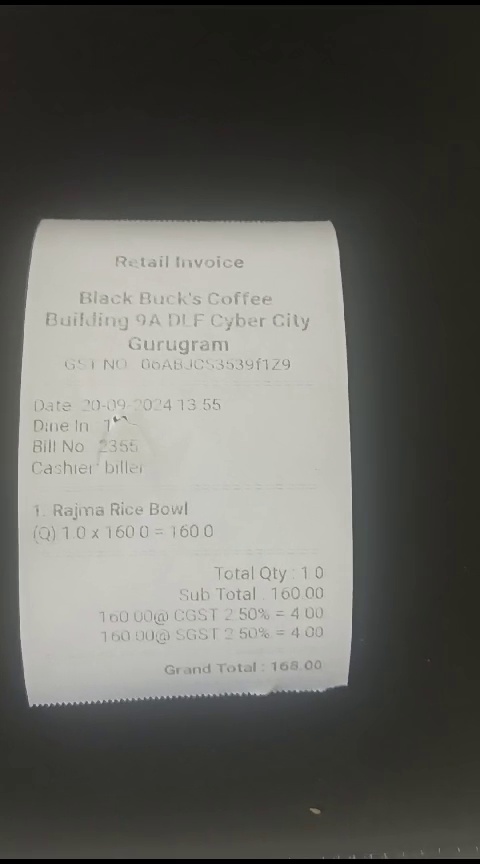 Retail Invoice
Black Buck's Coffee
Building 9A DLF Cyber City
Gurugram
GST NO 06ABJCS3539f1Z9
Date 20-09-2024 13:55
Dine In
Bill No 2355
Cashier biller
1. Rajma Rice Bowl
(Q) 1.0 x 160.0 = 160.0
Total Qty : 1.0
Sub Total : 160.00
160.00@ CGST 2.50% = 4.00
160.00@ SGST 2.50% = 4.00
Grand Total : 168.00